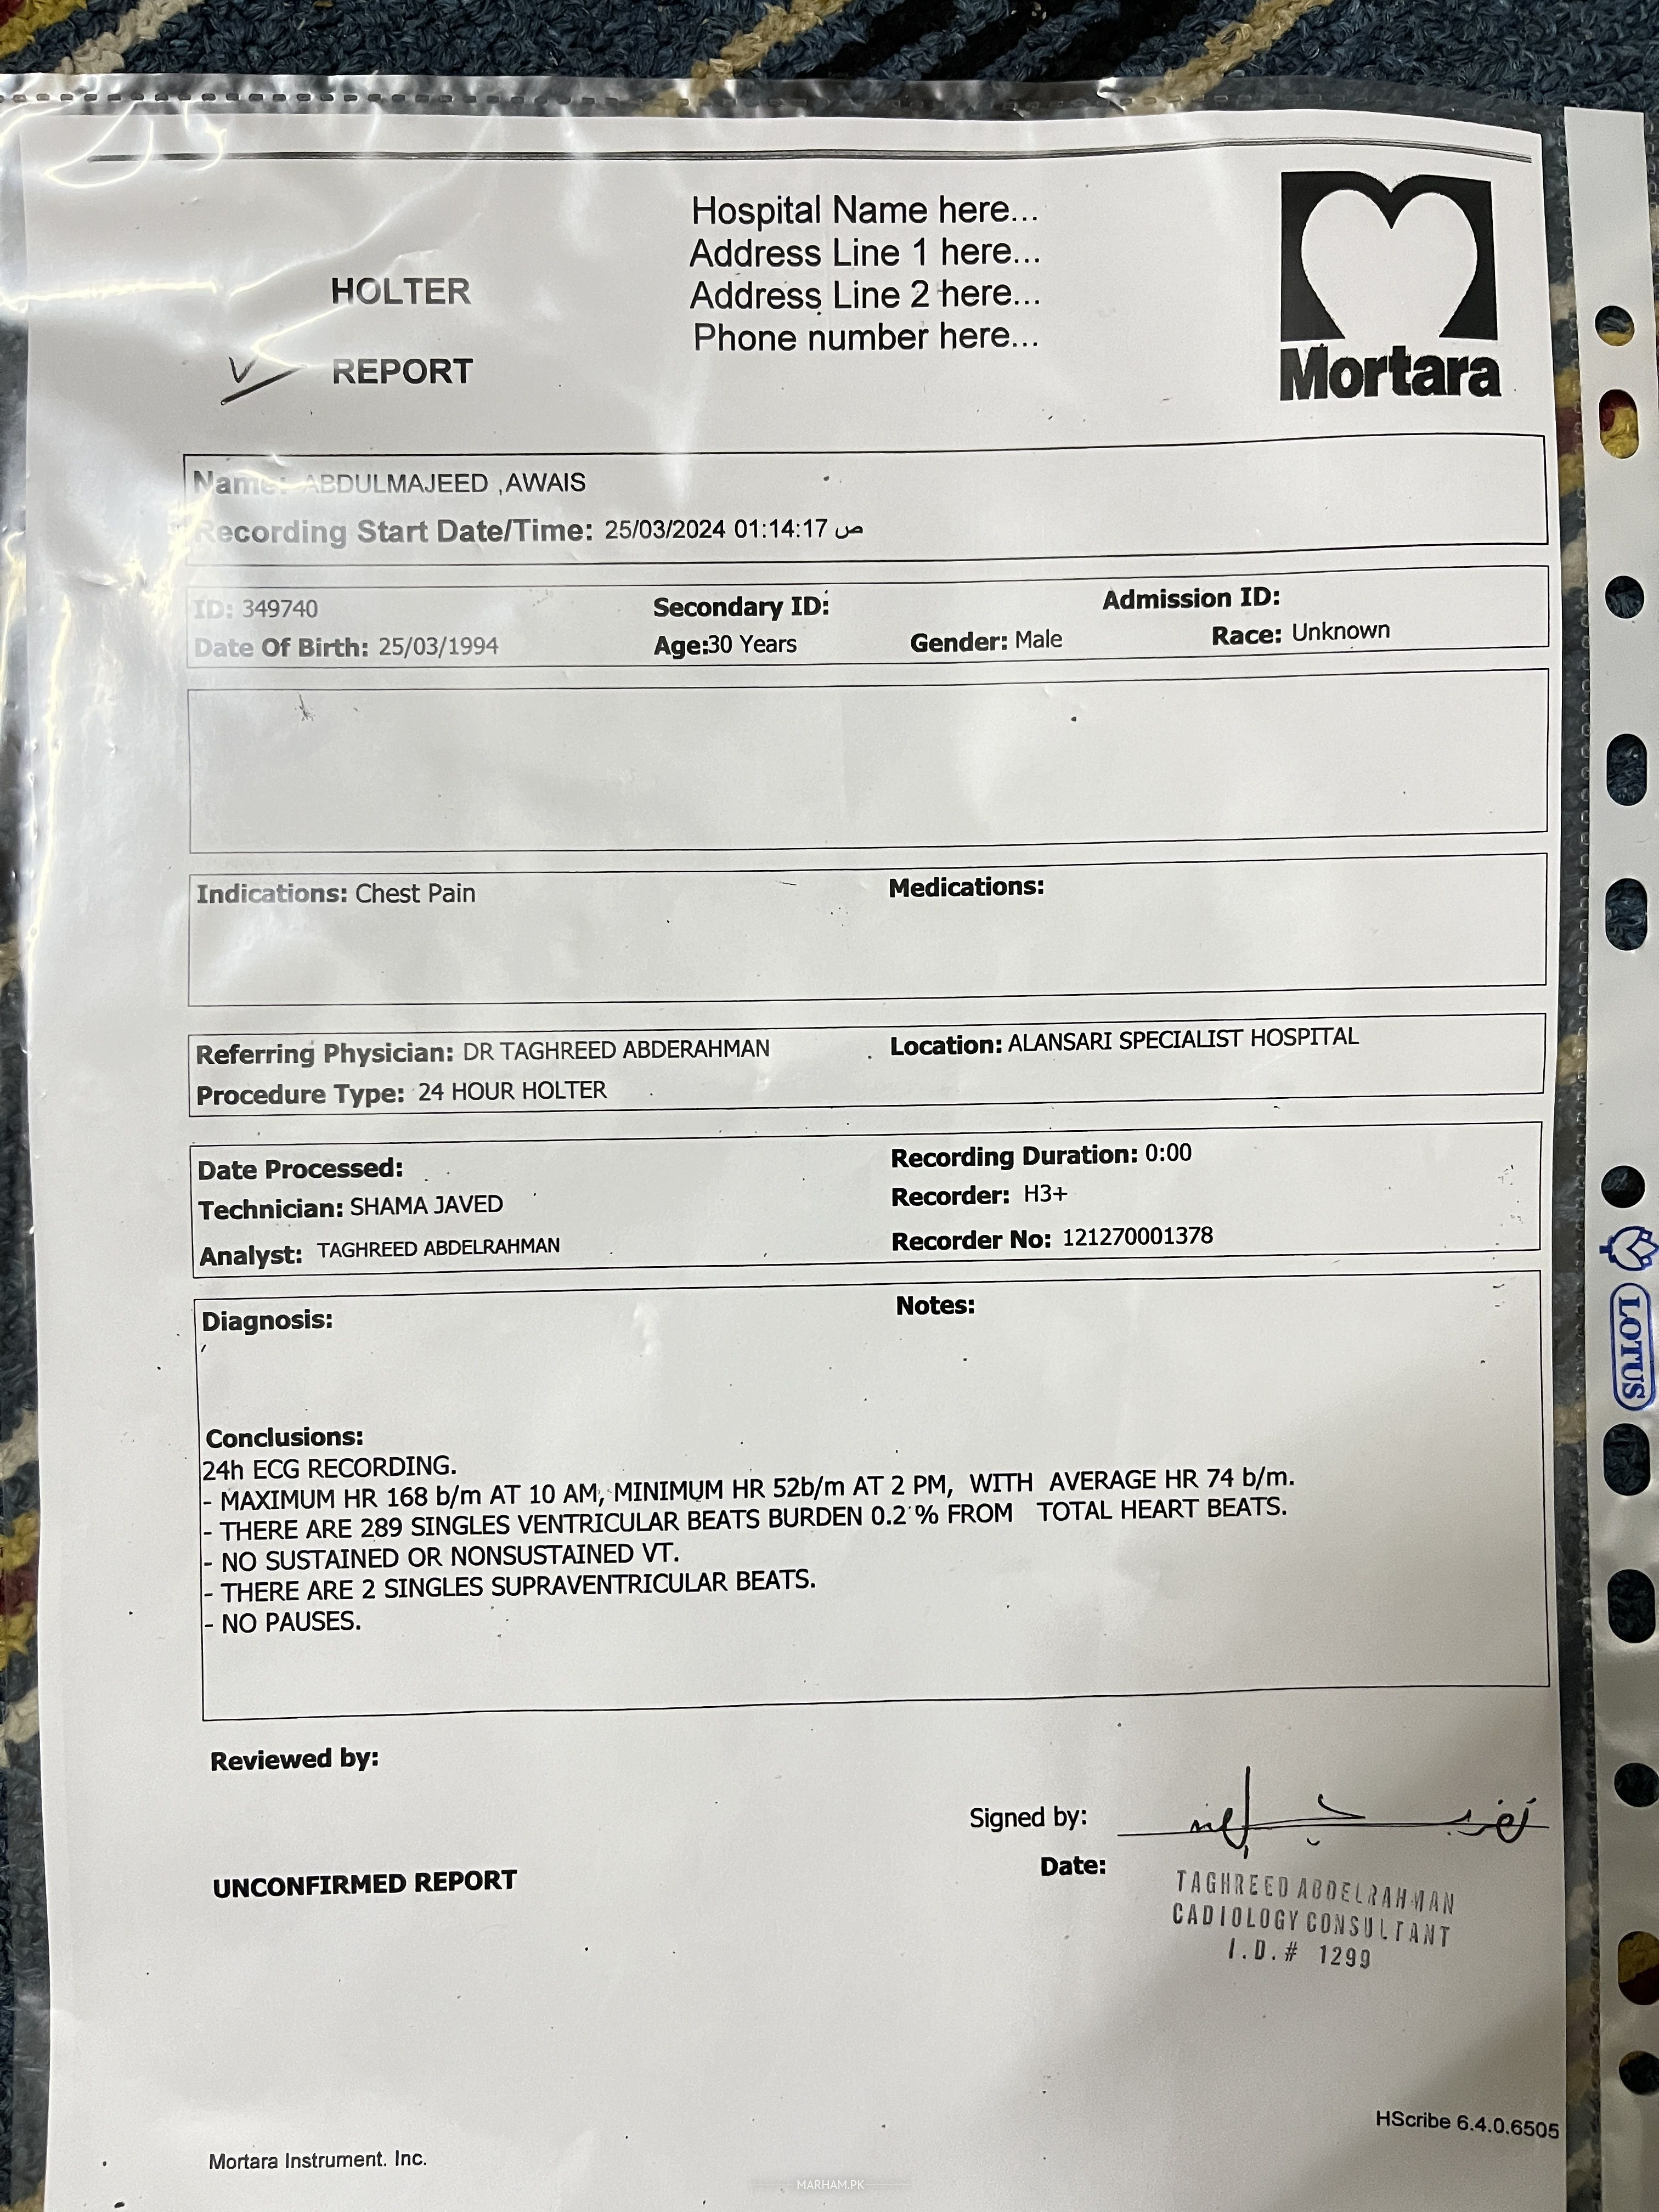 HOLTER
REPORT
Hospital Name here...
Address Line 1 here...
Address Line 2 here...
Phone number here...
Mortara
Name: ABDULMAJEED ,AWAIS
Recording Start Date/Time: 25/03/2024 01:14:17 ص
ID: 349740 Secondary ID: Admission ID:
Date Of Birth: 25/03/1994 Age:30 Years Gender: Male Race: Unknown
Indications: Chest Pain Medications:
Referring Physician: DR TAGHREED ABDERAHMAN Location: ALANSARI SPECIALIST HOSPITAL
Procedure Type: 24 HOUR HOLTER
Date Processed: Recording Duration: 0:00
Technician: SHAMA JAVED Recorder: H3+
Analyst: TAGHREED ABDELRAHMAN Recorder No: 121270001378
Diagnosis: Notes:
Conclusions:
24h ECG RECORDING.
- MAXIMUM HR 168 b/m AT 10 AM, MINIMUM HR 52b/m AT 2 PM, WITH AVERAGE HR 74 b/m.
- THERE ARE 289 SINGLES VENTRICULAR BEATS BURDEN 0.2 % FROM TOTAL HEART BEATS.
- NO SUSTAINED OR NONSUSTAINED VT.
- THERE ARE 2 SINGLES SUPRAVENTRICULAR BEATS.
- NO PAUSES.
Reviewed by:
Signed by:
Date:
UNCONFIRMED REPORT
TAGHREED ABDELRAHMAN
CADIOLOGY CONSULTANT
I.D.# 1299
HScribe 6.4.0.6505
Mortara Instrument. Inc.
LOTUS
MARHAM.PK